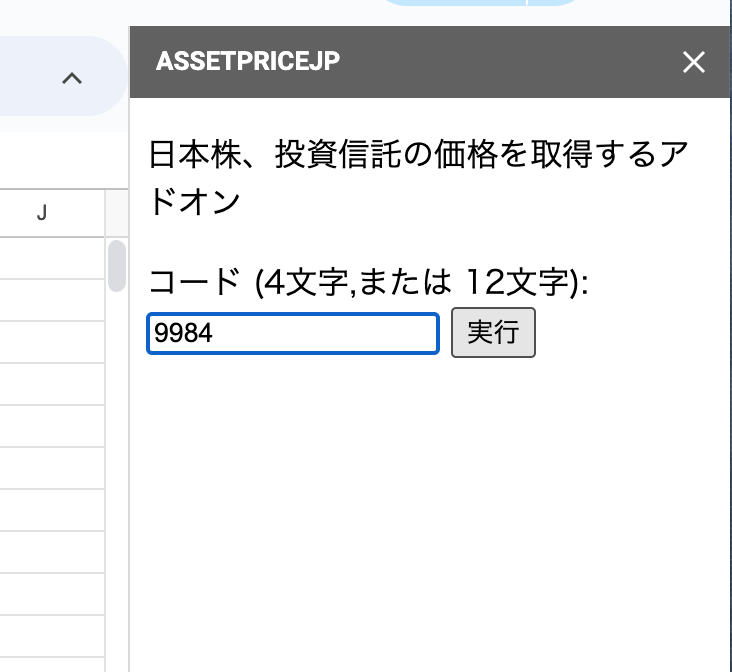 ASSETPRICEJP
日本株、投資信託の価格を取得するア
ドオン
J
コード (4文字,または 12文字):
9984 実行